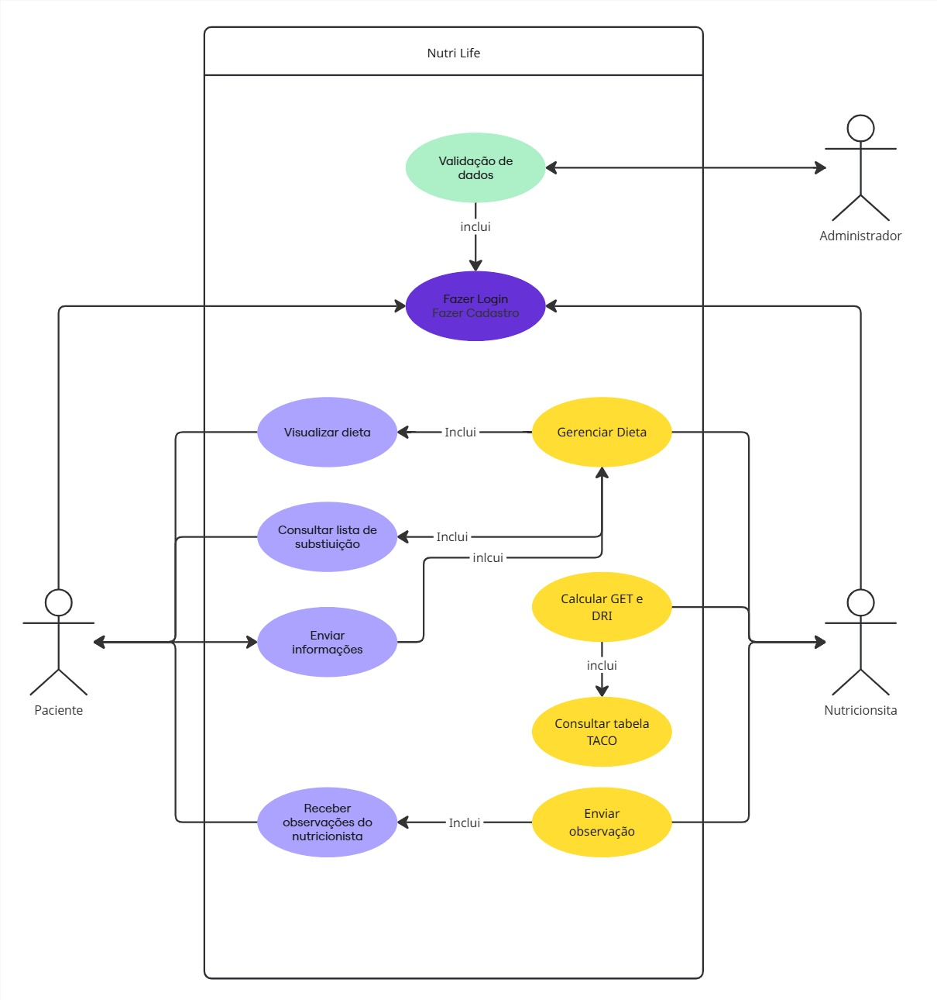 Nutri Life
Validação de
dados
inclui
Administrador
Fazer Login
Fazer Cadastro
Visualizar dieta
Inclui
Gerenciar Dieta
Consultar lista de
substiuição
Inclui
inlcui
Calcular GET e
DRI
Enviar
informações
inclui
Paciente
Nutricionsita
Consultar tabela
TACO
Receber
observações do
nutricionista
Inclui
Enviar
observação